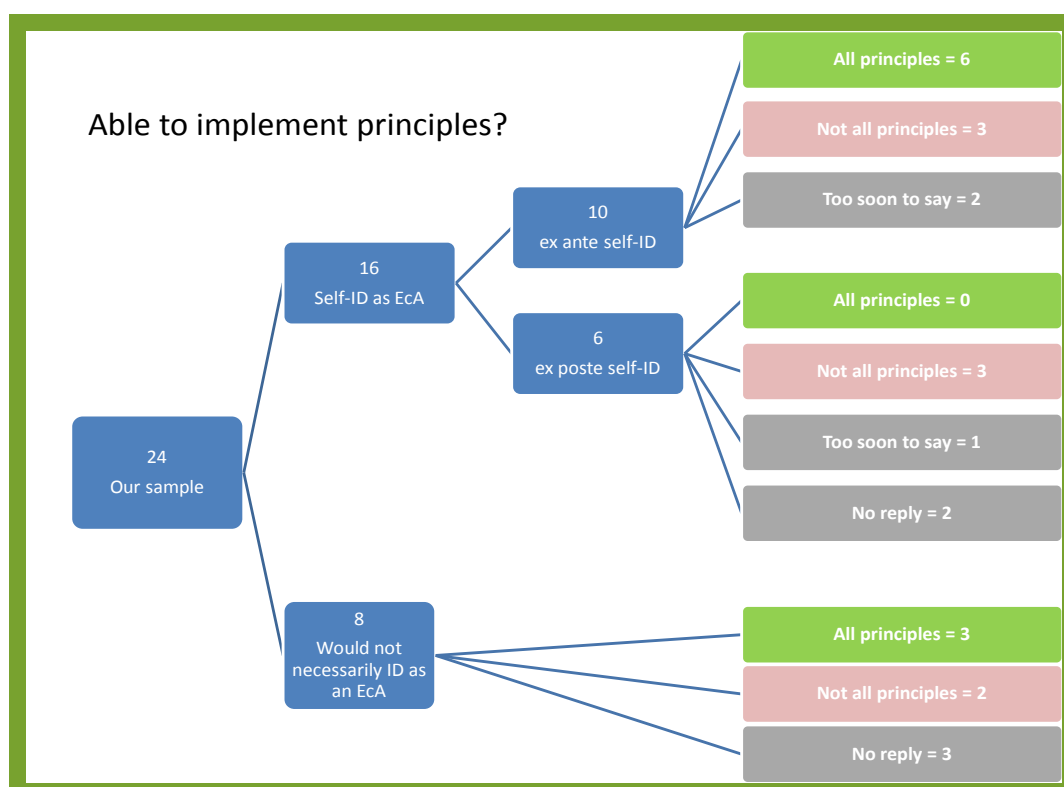 Able to implement principles?
24
Our sample
16
Self-ID as EcA
8
Would not
necessarily ID as
an EcA
10
ex ante self-ID
6
ex poste self-ID
All principles = 6
Not all principles = 3
Too soon to say = 2
All principles = 0
Not all principles = 3
Too soon to say = 1
No reply = 2
All principles = 3
Not all principles = 2
No reply = 3